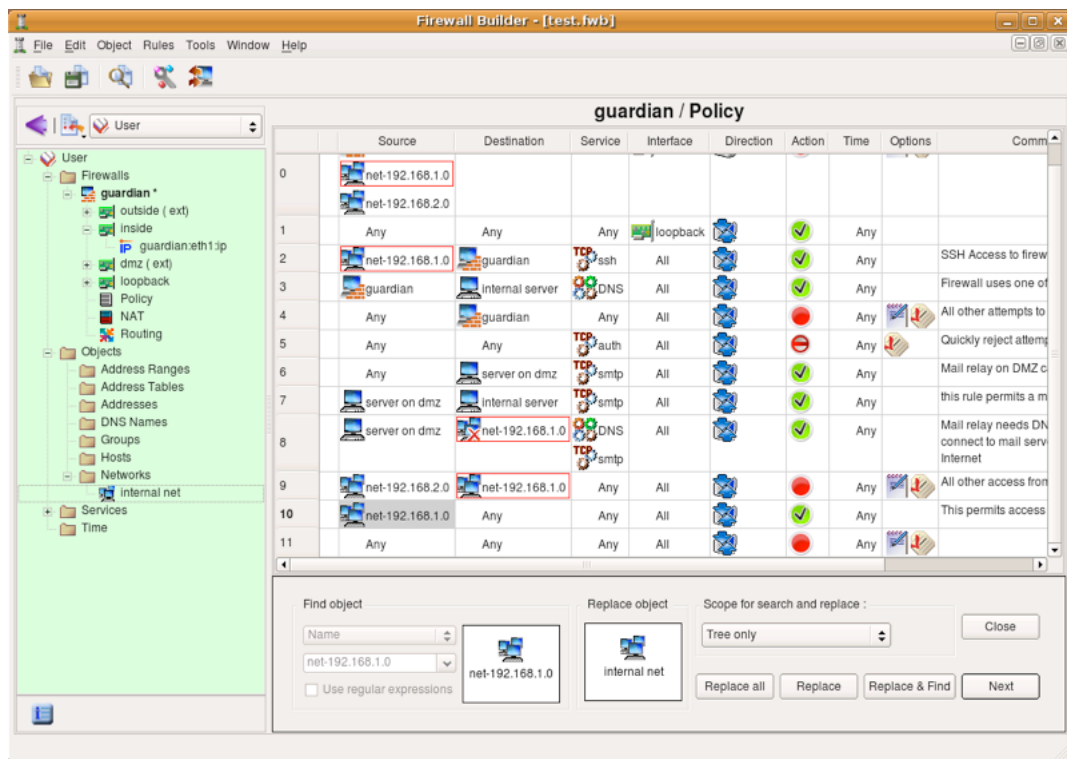 Firewall Builder - [test.fwb]
File Edit Object Rules Tools Window Help
User
User
Firewalls
guardian *
outside ( ext)
inside
IP guardian:eth1:ip
dmz ( ext)
loopback
Policy
NAT
Routing
Objects
Address Ranges
Address Tables
Addresses
DNS Names
Groups
Hosts
Networks
internal net
Services
Time
guardian / Policy
Source Destination Service Interface Direction Action Time Options Comm
0 net-192.168.1.0
net-192.168.2.0
1 Any Any Any loopback Any
2 net-192.168.1.0 guardian TCP ssh All Any SSH Access to firew
3 guardian internal server DNS All Any Firewall uses one of
4 Any guardian Any All Any All other attempts to
5 Any Any TCP auth All Any Quickly reject attemp
6 Any server on dmz TCP smtp All Any Mail relay on DMZ c
7 server on dmz internal server TCP smtp All Any this rule permits a m
8 server on dmz net-192.168.1.0 DNS All Any Mail relay needs DN
connect to mail serv
TCP smtp Internet
9 net-192.168.2.0 net-192.168.1.0 Any All Any All other access from
10 net-192.168.1.0 Any Any All Any This permits access
11 Any Any Any All Any
Find object
Name
net-192.168.1.0
Use regular expressions
net-192.168.1.0
Replace object
internal net
Scope for search and replace :
Tree only
Close
Replace all Replace Replace & Find Next